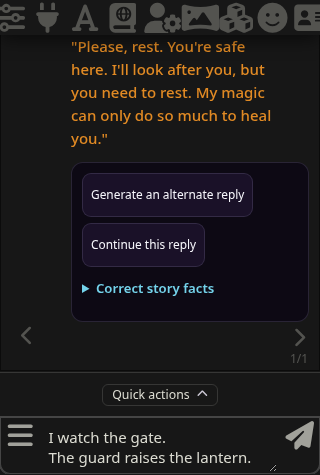 "Please, rest. You're safe
here. I'll look after you, but
you need to rest. My magic
can only do so much to heal
you."
Generate an alternate reply
Continue this reply
Correct story facts
1/1
Quick actions
I watch the gate.
The guard raises the lantern.